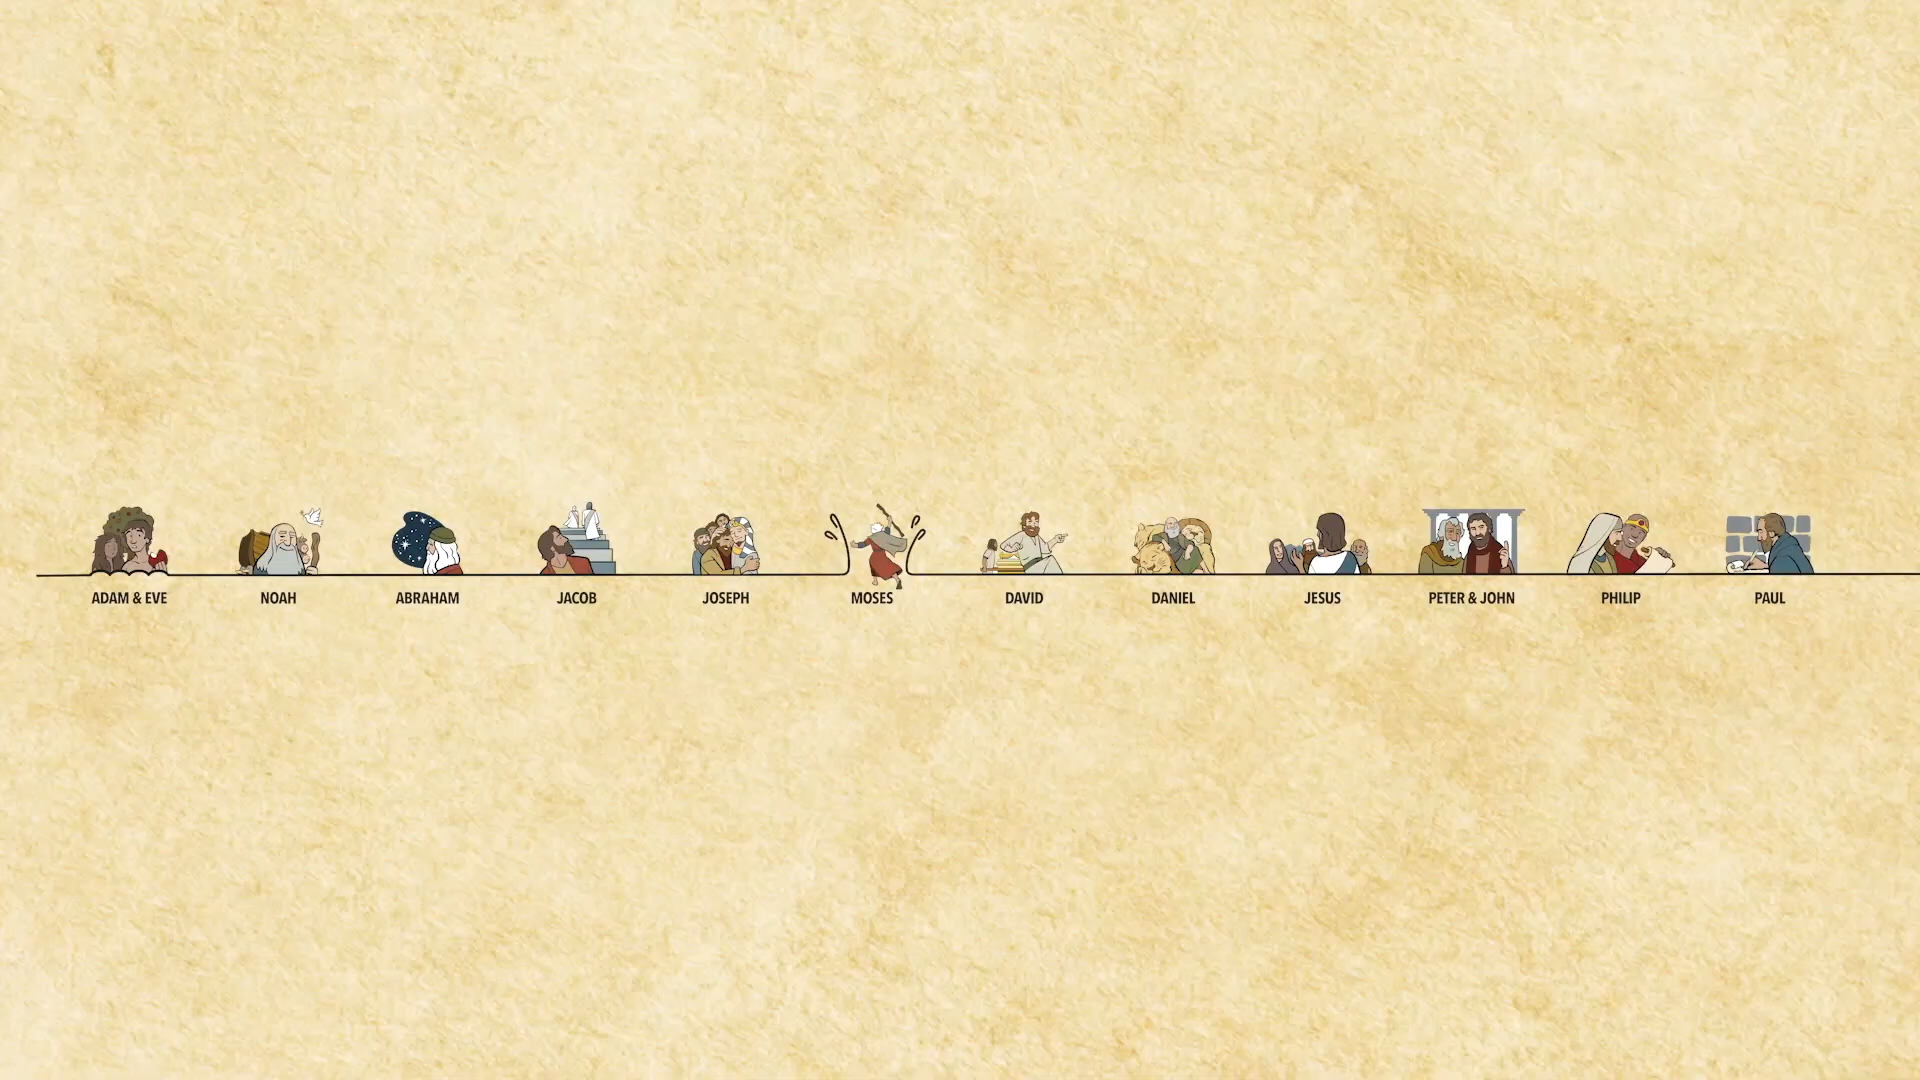 ADAM & EVE
NOAH
ABRAHAM
JACOB
JOSEPH
MOSES
DAVID
DANIEL
JESUS
PETER & JOHN
PHILIP
PAUL